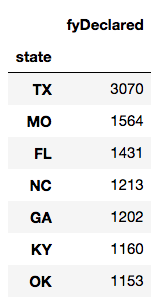 fyDeclared
state
TX 3070
MO 1564
FL 1431
NC 1213
GA 1202
KY 1160
OK 1153